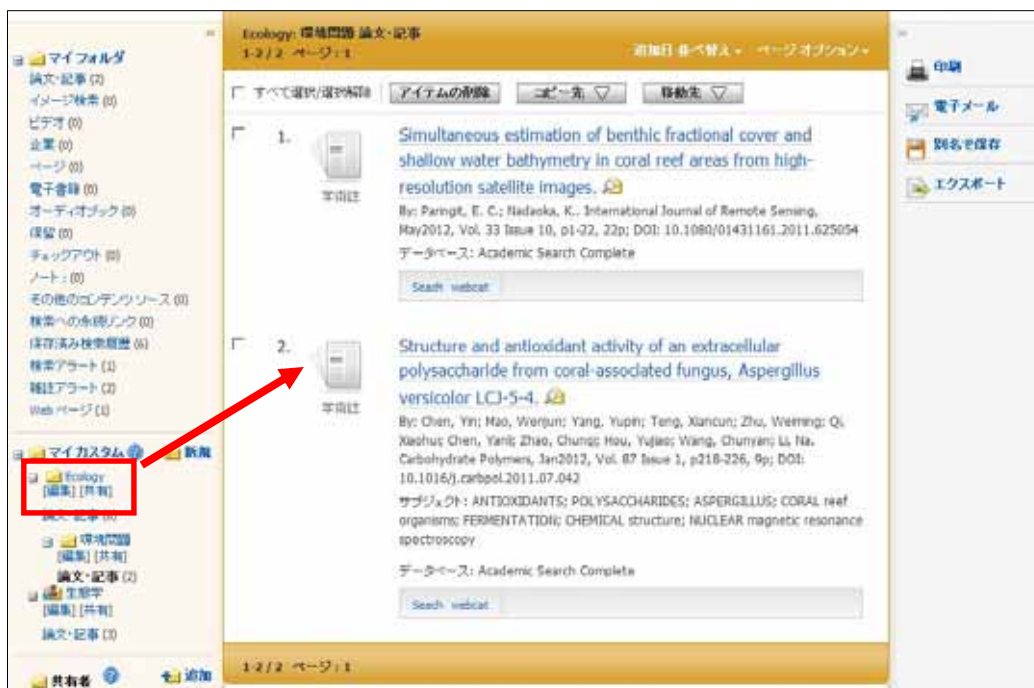 マイフォルダ
論文・記事 (2)
イメージ検索 (0)
ビデオ (0)
企業 (0)
ページ (0)
電子書籍 (0)
オーディオブック (0)
保留 (0)
チェックアウト (0)
ノート : (0)
その他のコンテンツ ソース (0)
検索への永続リンク (0)
保存済み検索履歴 (6)
検索アラート (1)
雑誌アラート (2)
Web ページ (1)
マイ カスタム 新規
Ecology
[編集] [共有]
論文・記事 (0)
環境問題
[編集] [共有]
論文・記事 (2)
生態学
[編集] [共有]
論文・記事 (3)
共有者 追加
Ecology: 環境問題 論文・記事
1-2 / 2 ページ : 1
追加日 並べ替え ページ オプション
すべて選択/選択解除 アイテムの削除 コピー先 ▽ 移動先 ▽
1.
学術誌
Simultaneous estimation of benthic fractional cover and
shallow water bathymetry in coral reef areas from high-
resolution satellite images.
By: Paringit, E. C.; Nadaoka, K.. International Journal of Remote Sensing,
May2012, Vol. 33 Issue 10, p1-22, 22p; DOI: 10.1080/01431161.2011.625054
データベース: Academic Search Complete
Seach webcat
2.
学術誌
Structure and antioxidant activity of an extracellular
polysaccharide from coral-associated fungus, Aspergillus
versicolor LCJ-5-4.
By: Chen, Yin; Mao, Wenjun; Yang, Yupin; Teng, Xiancun; Zhu, Weiming; Qi,
Xiaohui; Chen, Yanli; Zhao, Chunqi; Hou, Yujiao; Wang, Chunyan; Li, Na.
Carbohydrate Polymers, Jan2012, Vol. 87 Issue 1, p218-226, 9p; DOI:
10.1016/j.carbpol.2011.07.042
サブジェクト: ANTIOXIDANTS; POLYSACCHARIDES; ASPERGILLUS; CORAL reef
organisms; FERMENTATION; CHEMICAL structure; NUCLEAR magnetic resonance
spectroscopy
データベース: Academic Search Complete
Seach webcat
1-2 / 2 ページ : 1
印刷
電子メール
別名で保存
エクスポート